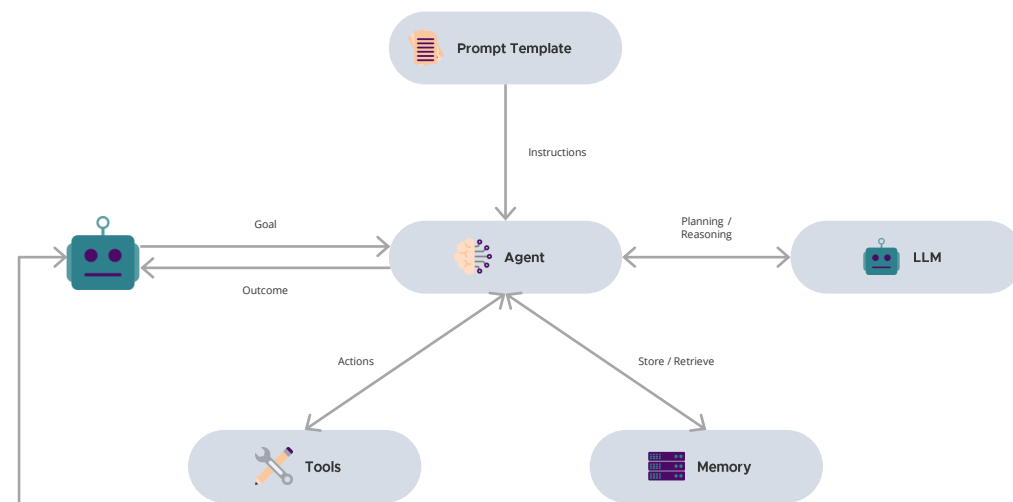 Prompt Template
Instructions
Goal
Planning /
Reasoning
Agent
LLM
Outcome
Actions
Store / Retrieve
Tools
Memory